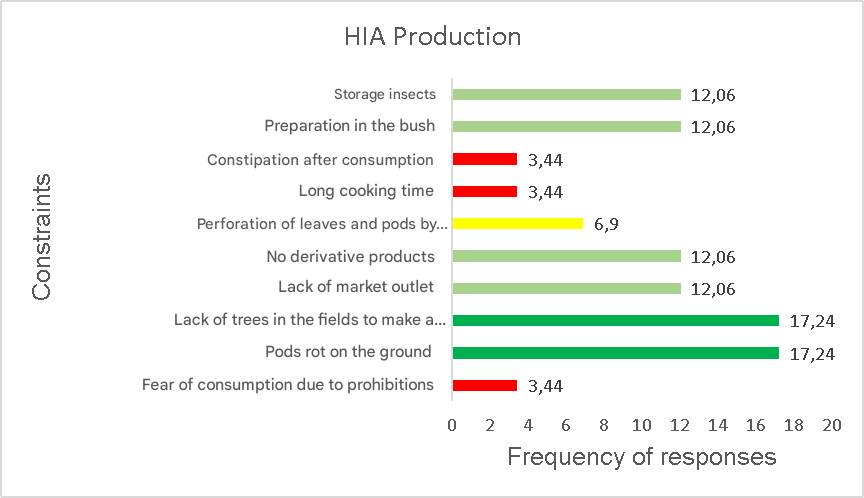 HIA Production
Constraints
Storage insects 12,06
Preparation in the bush 12,06
Constipation after consumption 3,44
Long cooking time 3,44
Perforation of leaves and pods by... 6,9
No derivative products 12,06
Lack of market outlet 12,06
Lack of trees in the fields to make a... 17,24
Pods rot on the ground 17,24
Fear of consumption due to prohibitions 3,44
0 2 4 6 8 10 12 14 16 18 20
Frequency of responses